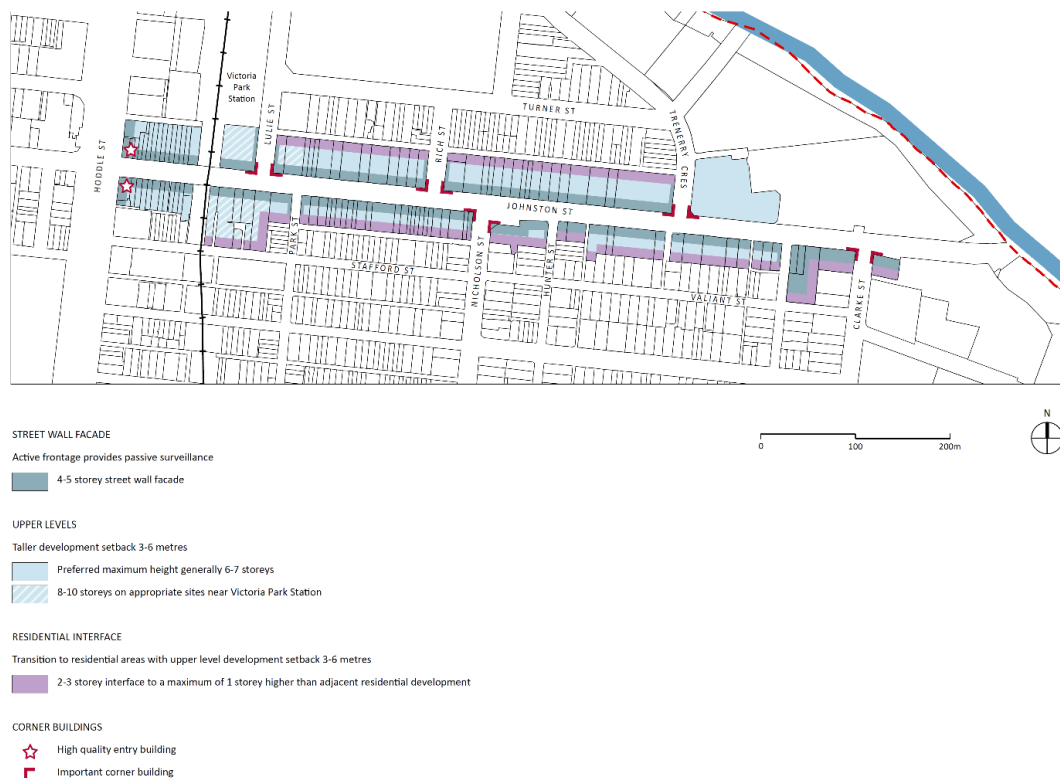 Victoria
Park
Station
TURNER ST
LULIE ST
RICH ST
TRENERRY CRES
HODDLE ST
JOHNSTON ST
PARK ST
STAFFORD ST
NICHOLSON ST
HUNTER ST
VALIANT ST
CLARKE ST
STREET WALL FACADE
Active frontage provides passive surveillance
4-5 storey street wall facade
0 100 200m
N
UPPER LEVELS
Taller development setback 3-6 metres
Preferred maximum height generally 6-7 storeys
8-10 storeys on appropriate sites near Victoria Park Station
RESIDENTIAL INTERFACE
Transition to residential areas with upper level development setback 3-6 metres
2-3 storey interface to a maximum of 1 storey higher than adjacent residential development
CORNER BUILDINGS
High quality entry building
Important corner building